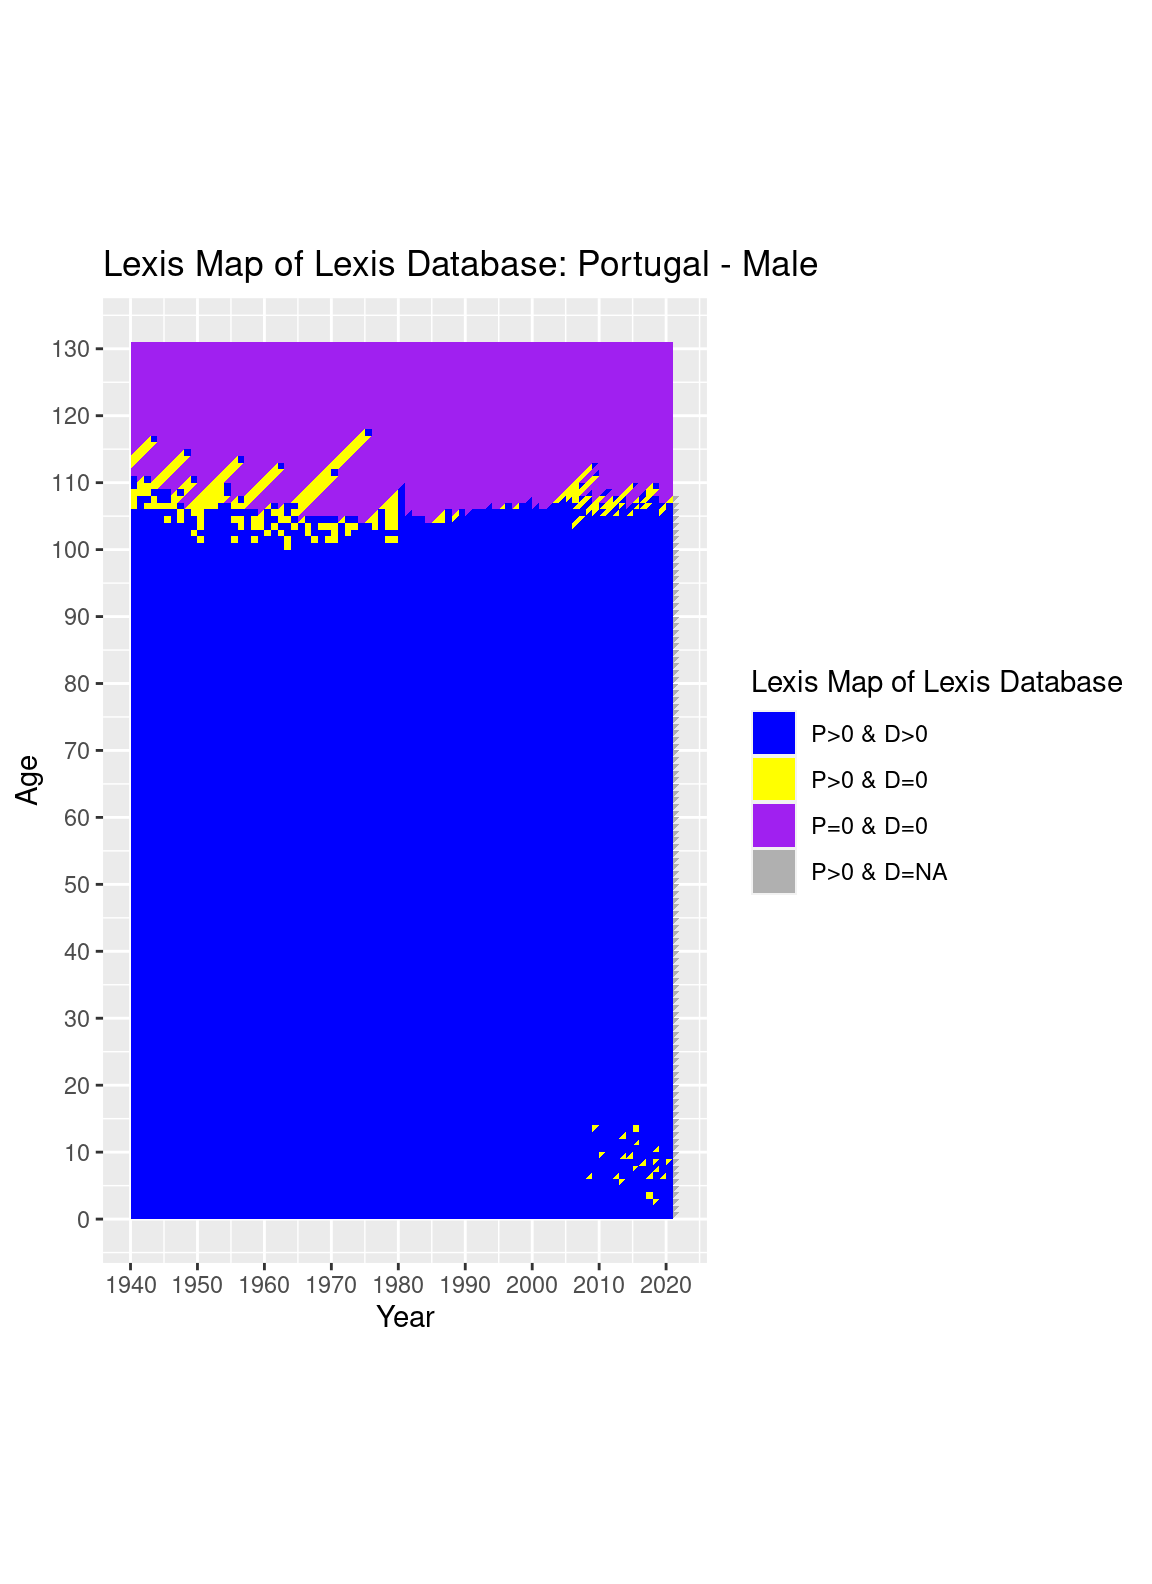 Lexis Map of Lexis Database: Portugal - Male
130
120
110
100
90
80
70
60
50
40
30
20
10
0
Age
1940 1950 1960 1970 1980 1990 2000 2010 2020
Year
Lexis Map of Lexis Database
P>0 & D>0
P>0 & D=0
P=0 & D=0
P>0 & D=NA